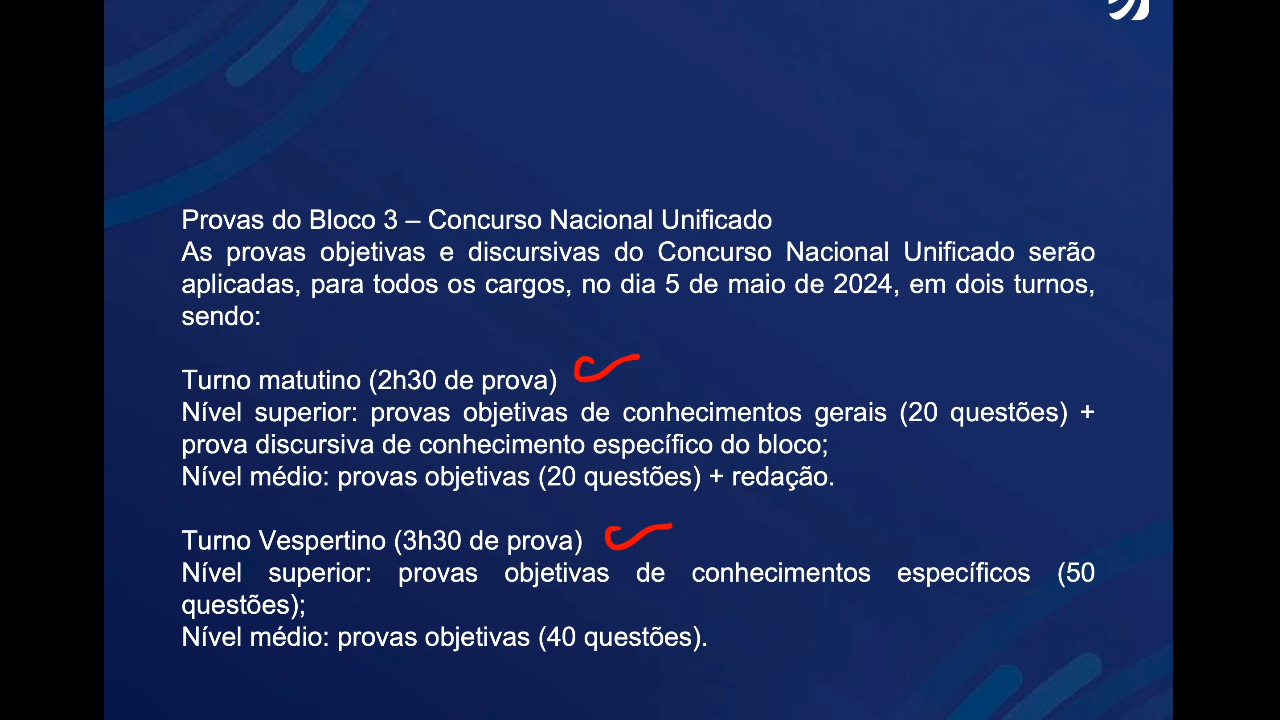 Provas do Bloco 3 – Concurso Nacional Unificado
As provas objetivas e discursivas do Concurso Nacional Unificado serão
aplicadas, para todos os cargos, no dia 5 de maio de 2024, em dois turnos,
sendo:
Turno matutino (2h30 de prova)
Nível superior: provas objetivas de conhecimentos gerais (20 questões) +
prova discursiva de conhecimento específico do bloco;
Nível médio: provas objetivas (20 questões) + redação.
Turno Vespertino (3h30 de prova)
Nível superior: provas objetivas de conhecimentos específicos (50
questões);
Nível médio: provas objetivas (40 questões).